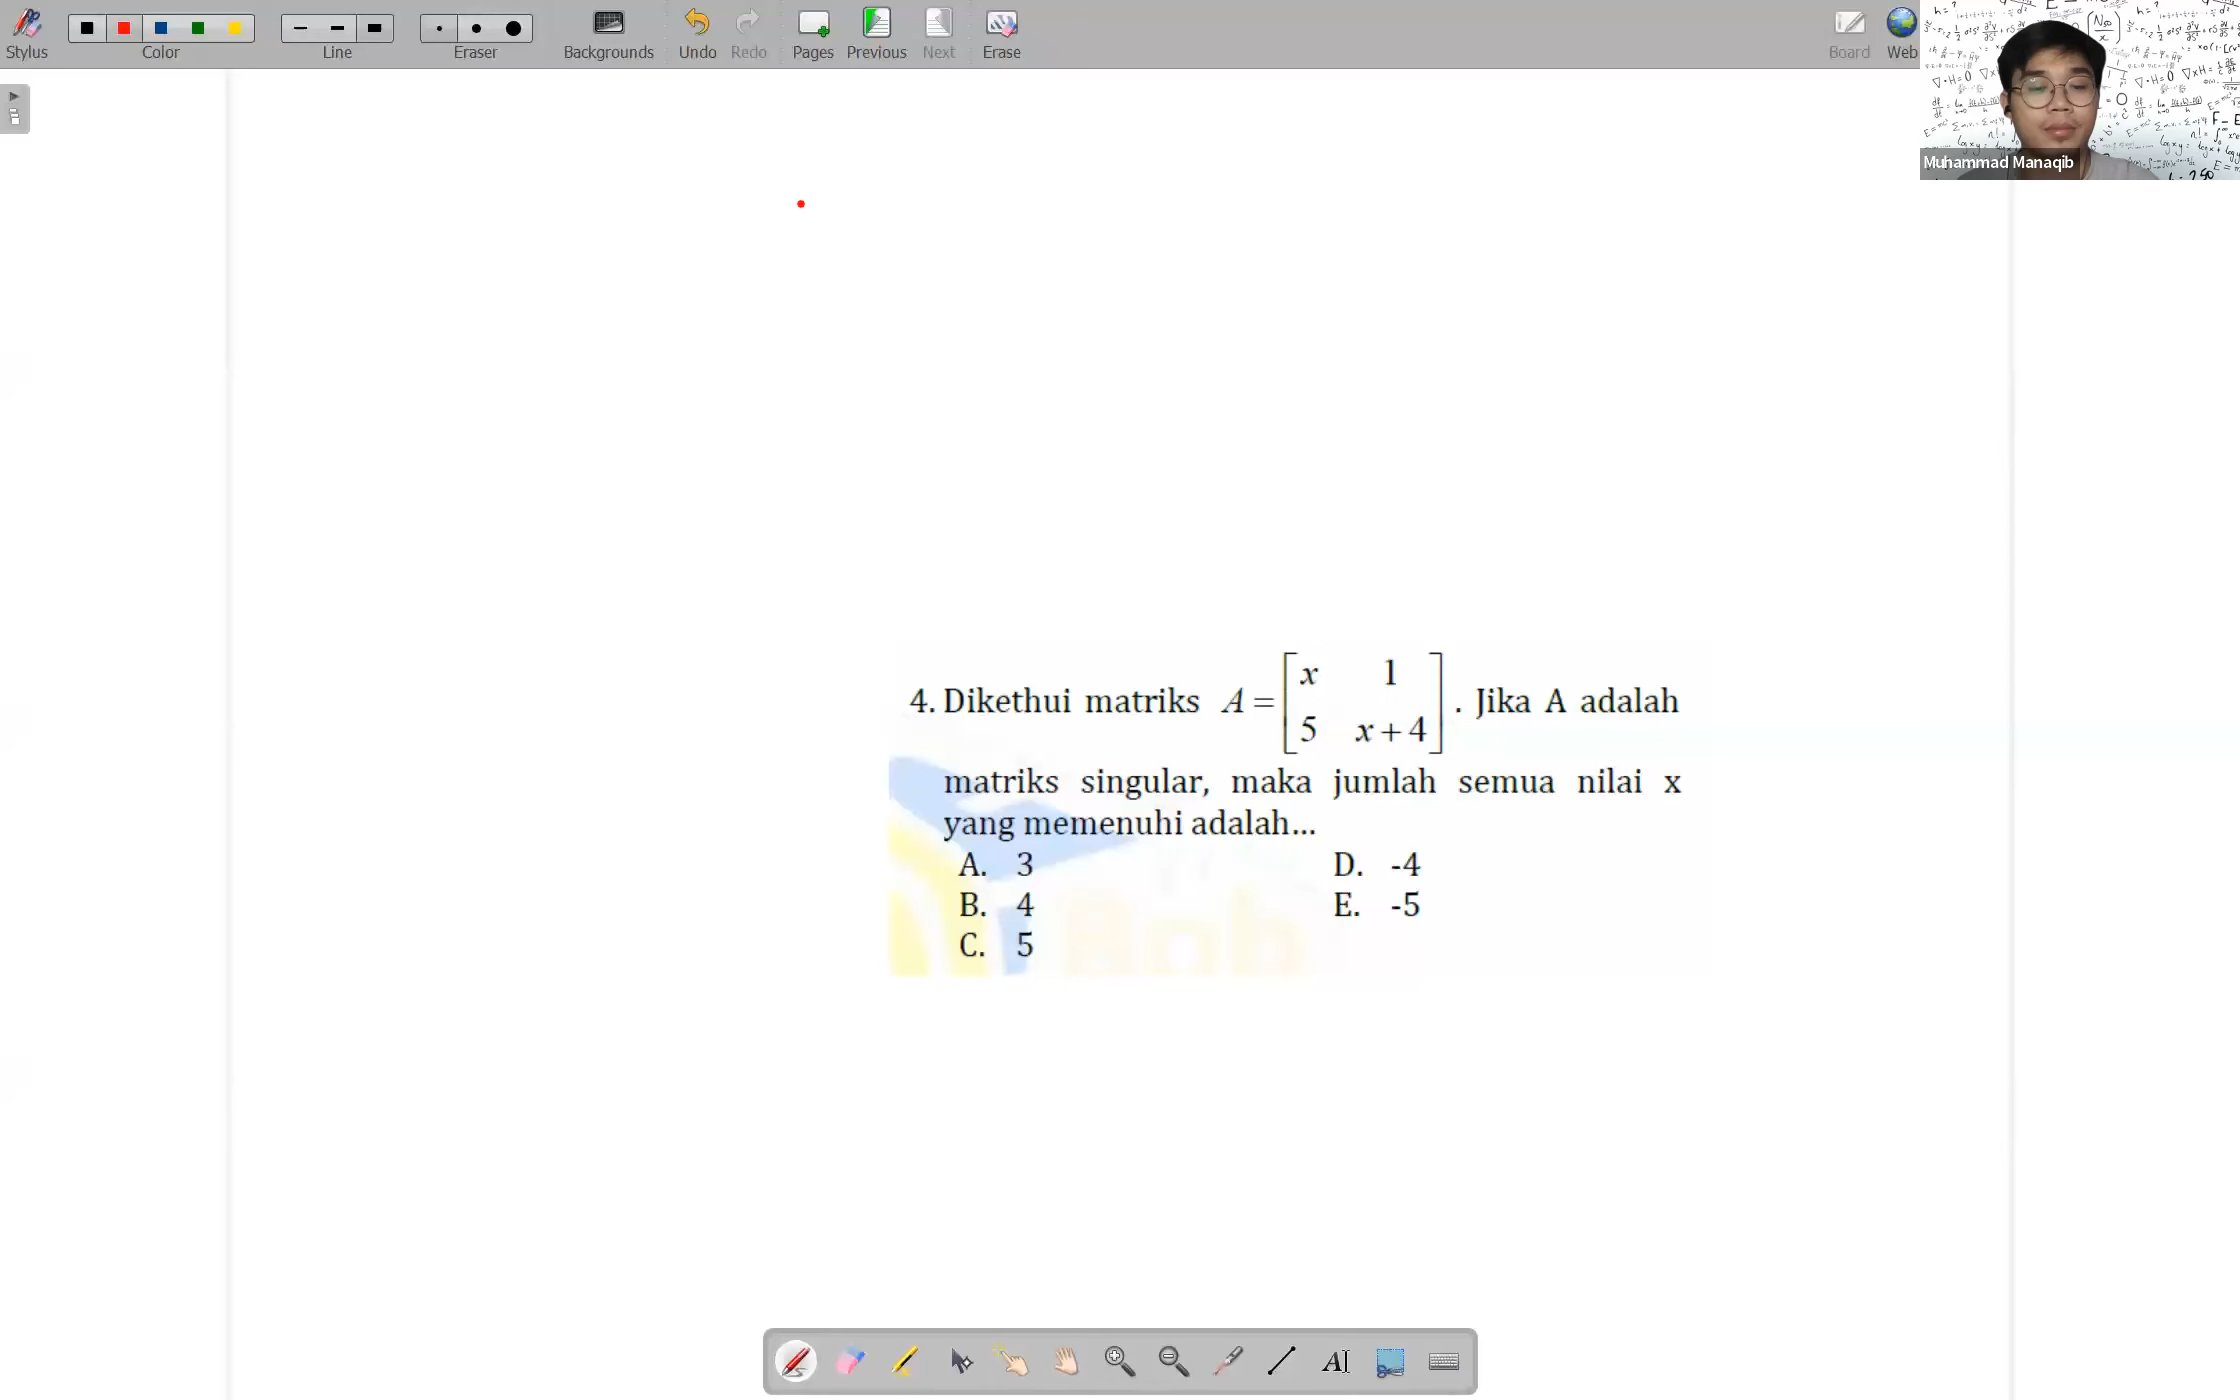 Stylus
Color
Line
Eraser
Backgrounds
Undo
Redo
Pages
Previous
Next
Erase
Board
Web
Muhammad Manaqib
4. Dikethui matriks A = [ x 1 ; 5 x + 4 ] . Jika A adalah
matriks singular, maka jumlah semua nilai x
yang memenuhi adalah...
A. 3
D. -4
B. 4
E. -5
C. 5
Bob